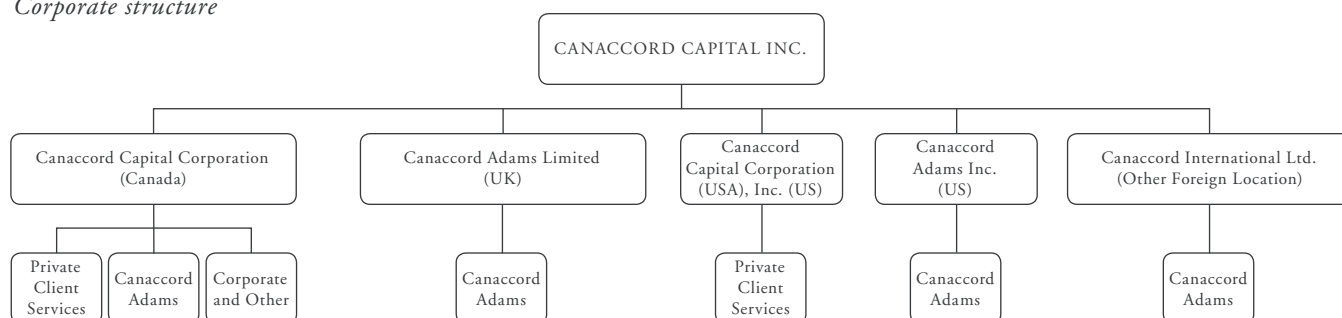 Corporate structure
CANACCORD CAPITAL INC.
Canaccord Capital Corporation
(Canada)
Canaccord Adams Limited
(UK)
Canaccord
Capital Corporation
(USA), Inc. (US)
Canaccord
Adams Inc.
(US)
Canaccord International Ltd.
(Other Foreign Location)
Private
Client
Services
Canaccord
Adams
Corporate
and Other
Canaccord
Adams
Private
Client
Services
Canaccord
Adams
Canaccord
Adams